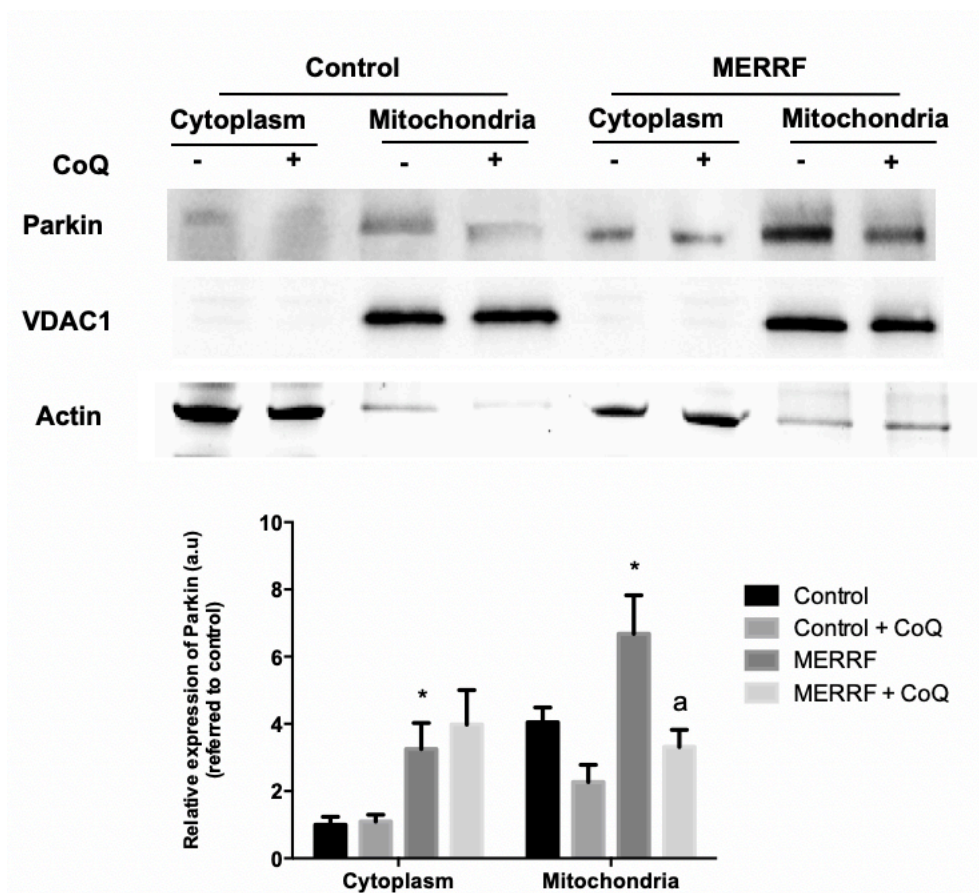 Control MERRF
Cytoplasm Mitochondria Cytoplasm Mitochondria
CoQ - + - + - + - +
Parkin
VDAC1
Actin
Relative expression of Parkin (a.u)
(referred to control)
10
8
6
4
2
0
* * a
Cytoplasm Mitochondria
Control
Control + CoQ
MERRF
MERRF + CoQ